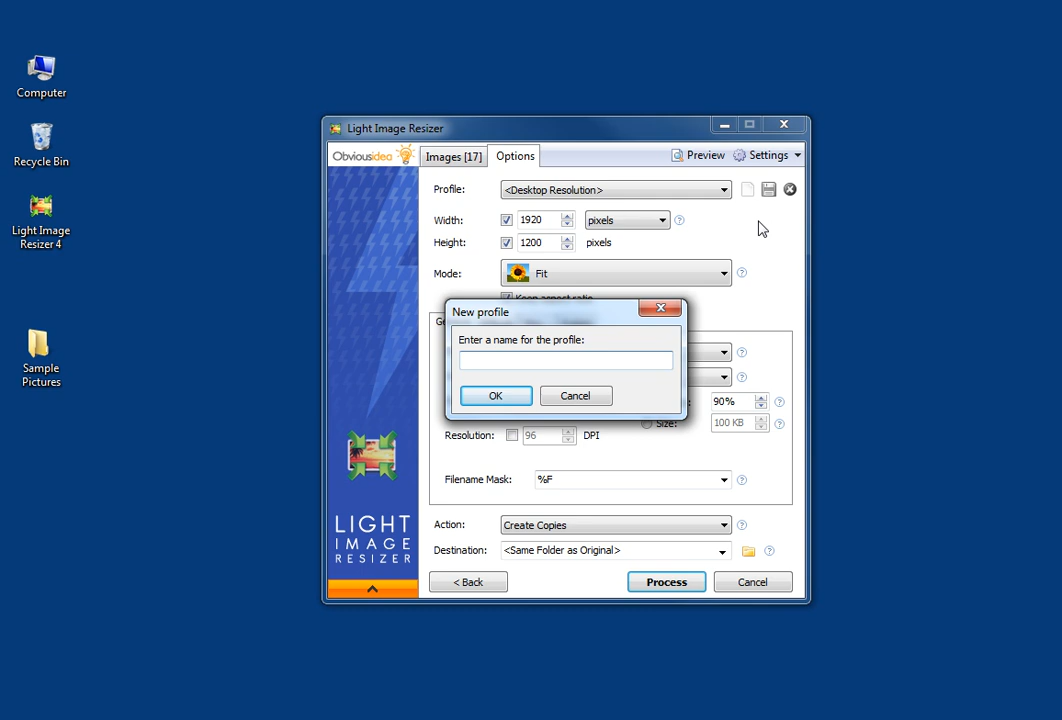 Computer
Recycle Bin
Light Image
Resizer 4
Sample
Pictures
Light Image Resizer
Obviousidea
Images [17]
Options
Preview
Settings
Profile:
<Desktop Resolution>
Width:
1920
pixels
Height:
1200
pixels
Mode:
Fit
Keep aspect ratio
New profile
Enter a name for the profile:
OK
Cancel
90%
Size:
100 KB
Resolution:
96
DPI
Filename Mask:
%F
Action:
Create Copies
Destination:
<Same Folder as Original>
< Back
Process
Cancel
LIGHT
IMAGE
RESIZER